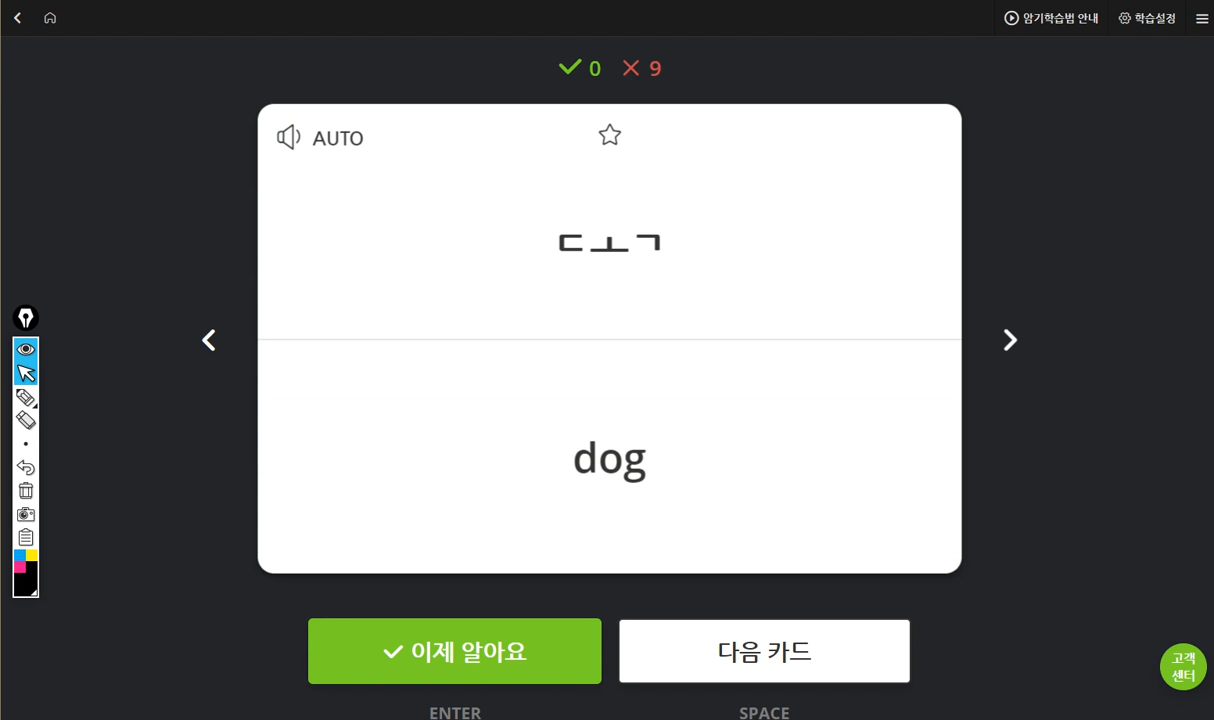 암기학습법 안내
학습설정
0 9
AUTO
ㄷㅗㄱ
dog
이제 알아요
다음 카드
고객
센터
ENTER
SPACE